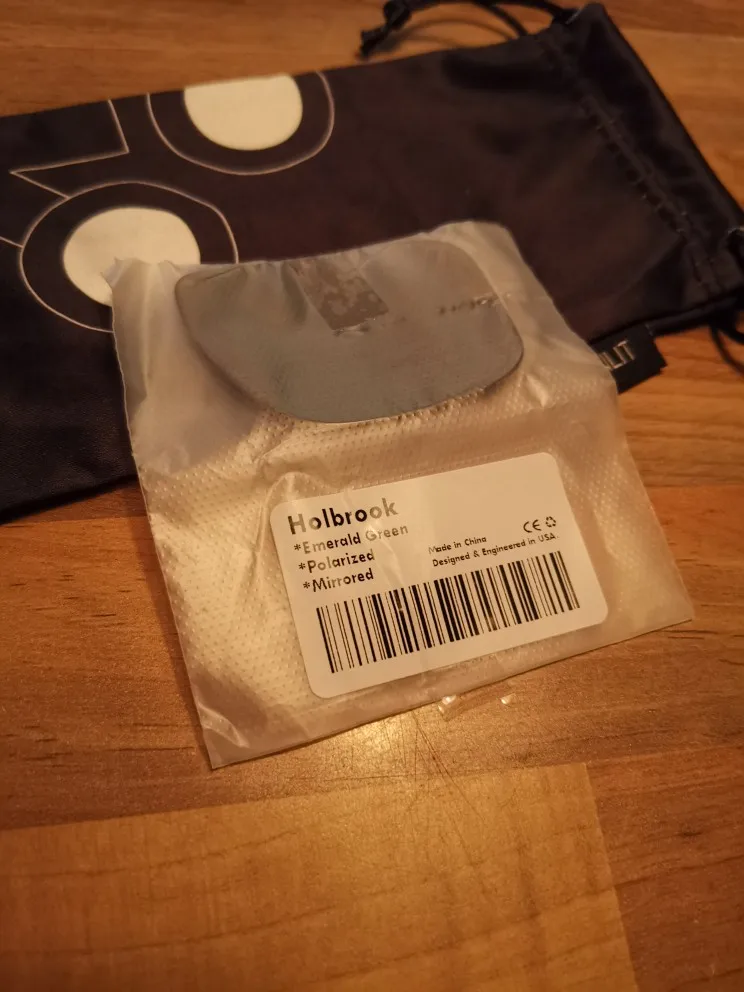 Holbrook
*Emerald Green
*Polarized
*Mirrored
Made in China
Designed & Engineered in USA.
CE